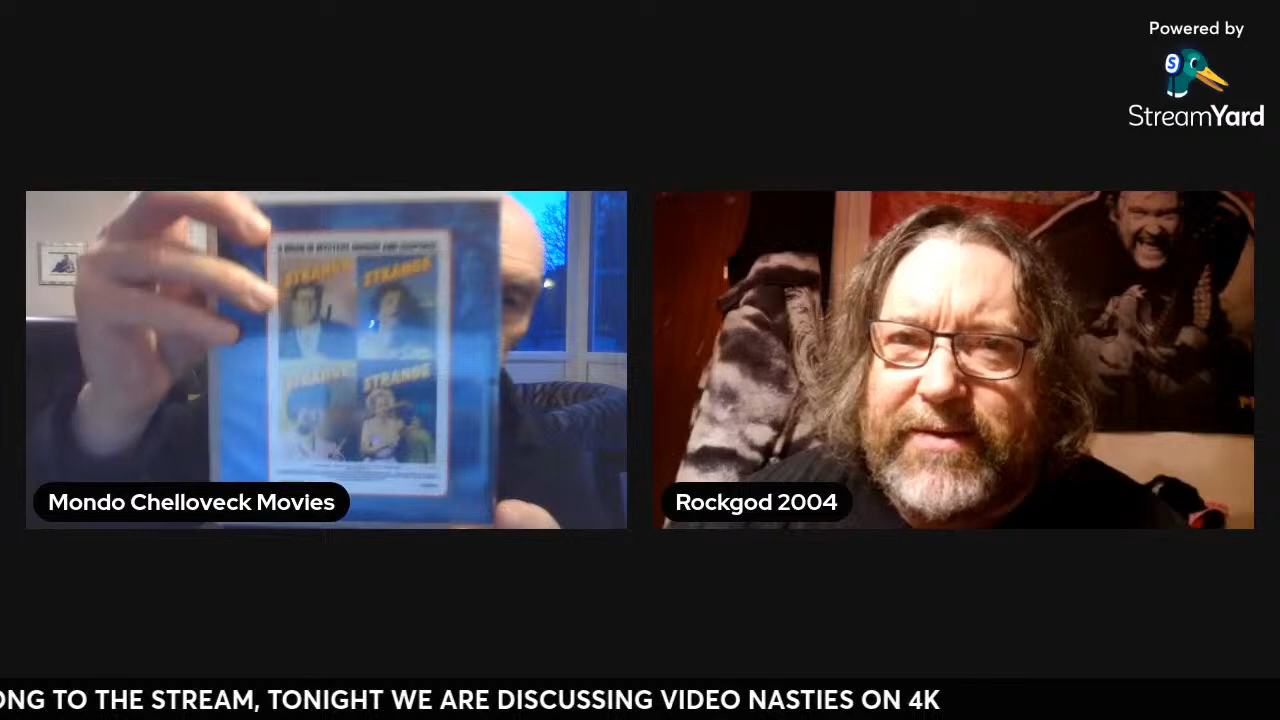 Powered by
StreamYard
STRANGE STRANGE
STRANGE STRANGE
Mondo Chelloveck Movies
Rockgod 2004
ONG TO THE STREAM, TONIGHT WE ARE DISCUSSING VIDEO NASTIES ON 4K